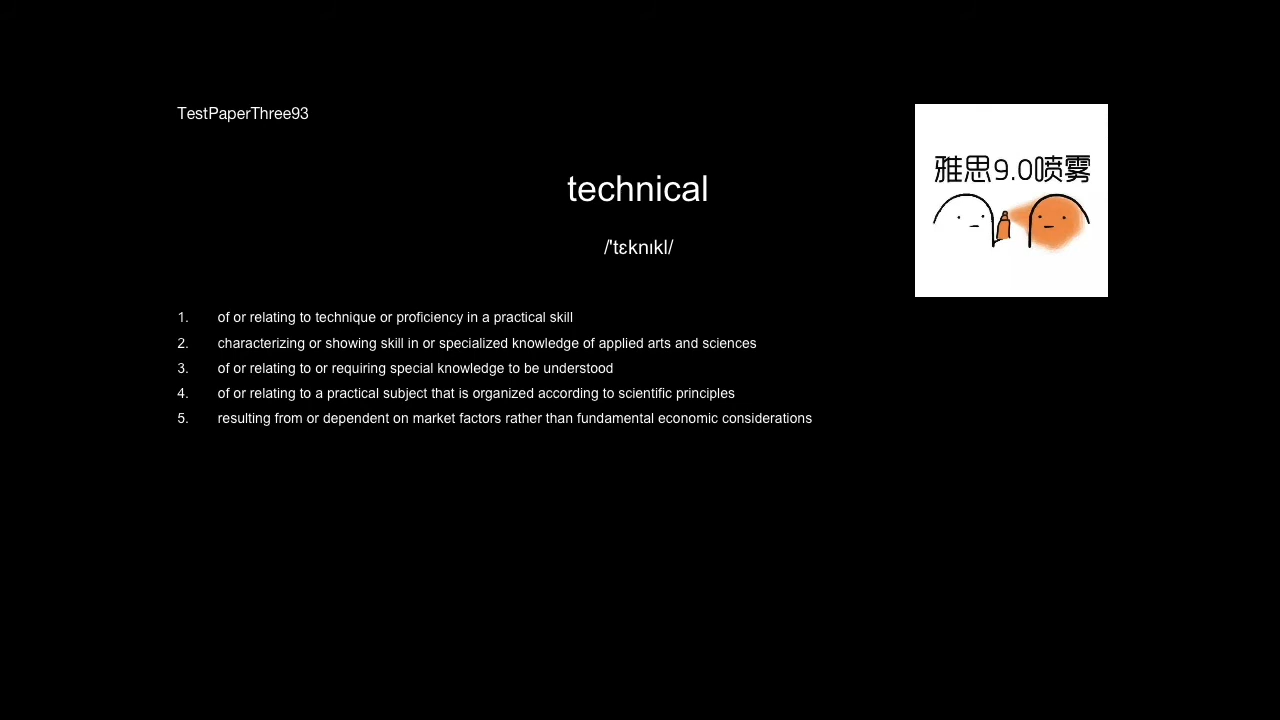 TestPaperThree93
雅思9.0喷雾
technical
/'tɛknɪkl/
1. of or relating to technique or proficiency in a practical skill
2. characterizing or showing skill in or specialized knowledge of applied arts and sciences
3. of or relating to or requiring special knowledge to be understood
4. of or relating to a practical subject that is organized according to scientific principles
5. resulting from or dependent on market factors rather than fundamental economic considerations